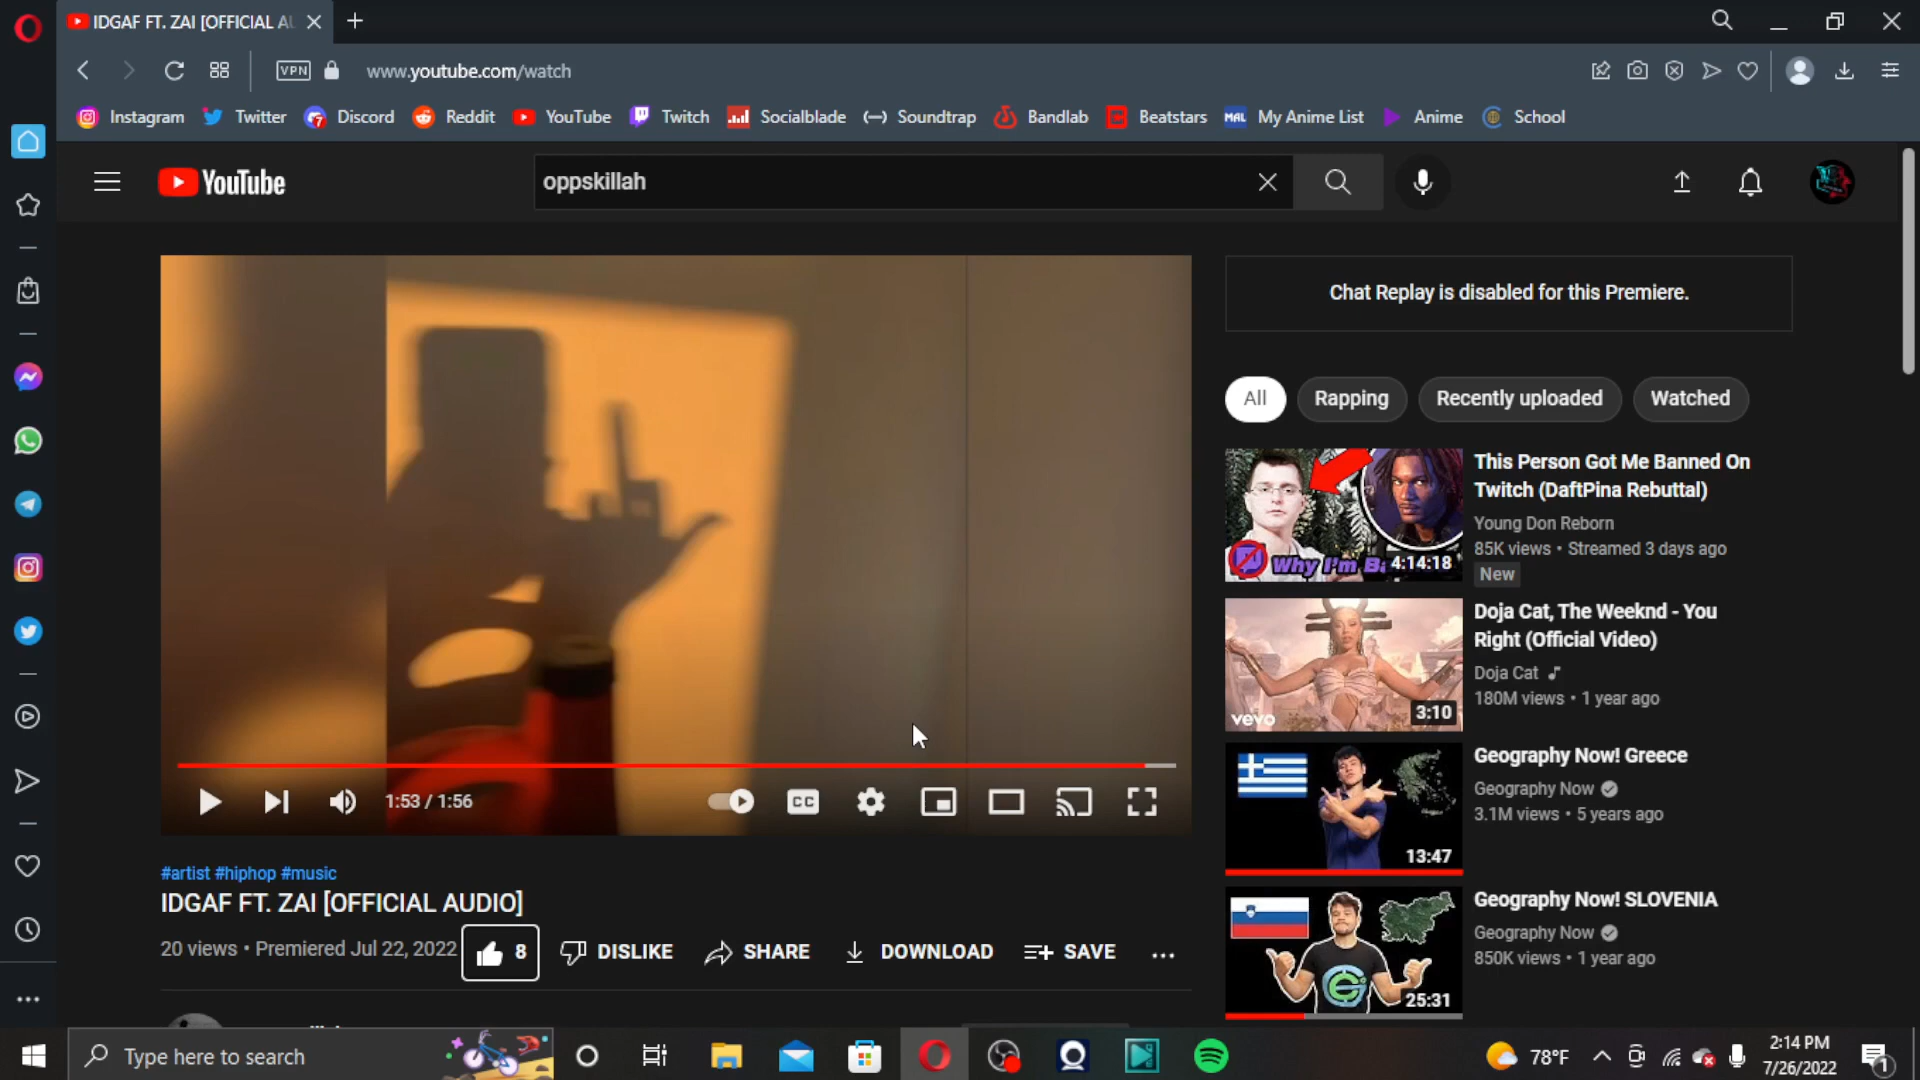 IDGAF FT. ZAI [OFFICIAL AU
VPN www.youtube.com/watch
Instagram Twitter Discord Reddit YouTube Twitch Socialblade Soundtrap Bandlab Beatstars MAL My Anime List Anime School
YouTube oppskillah
Chat Replay is disabled for this Premiere.
All Rapping Recently uploaded Watched
This Person Got Me Banned On
Twitch (DaftPina Rebuttal)
Young Don Reborn
85K views • Streamed 3 days ago
New
Why I'm Ba 4:14:18
Doja Cat, The Weeknd - You
Right (Official Video)
Doja Cat
180M views • 1 year ago
vevo 3:10
Geography Now! Greece
Geography Now
3.1M views • 5 years ago
13:47
Geography Now! SLOVENIA
Geography Now
850K views • 1 year ago
25:31
1:53 / 1:56 CC
#artist #hiphop #music
IDGAF FT. ZAI [OFFICIAL AUDIO]
20 views • Premiered Jul 22, 2022 8 DISLIKE SHARE DOWNLOAD SAVE
Type here to search 78°F 2:14 PM
7/26/2022 1